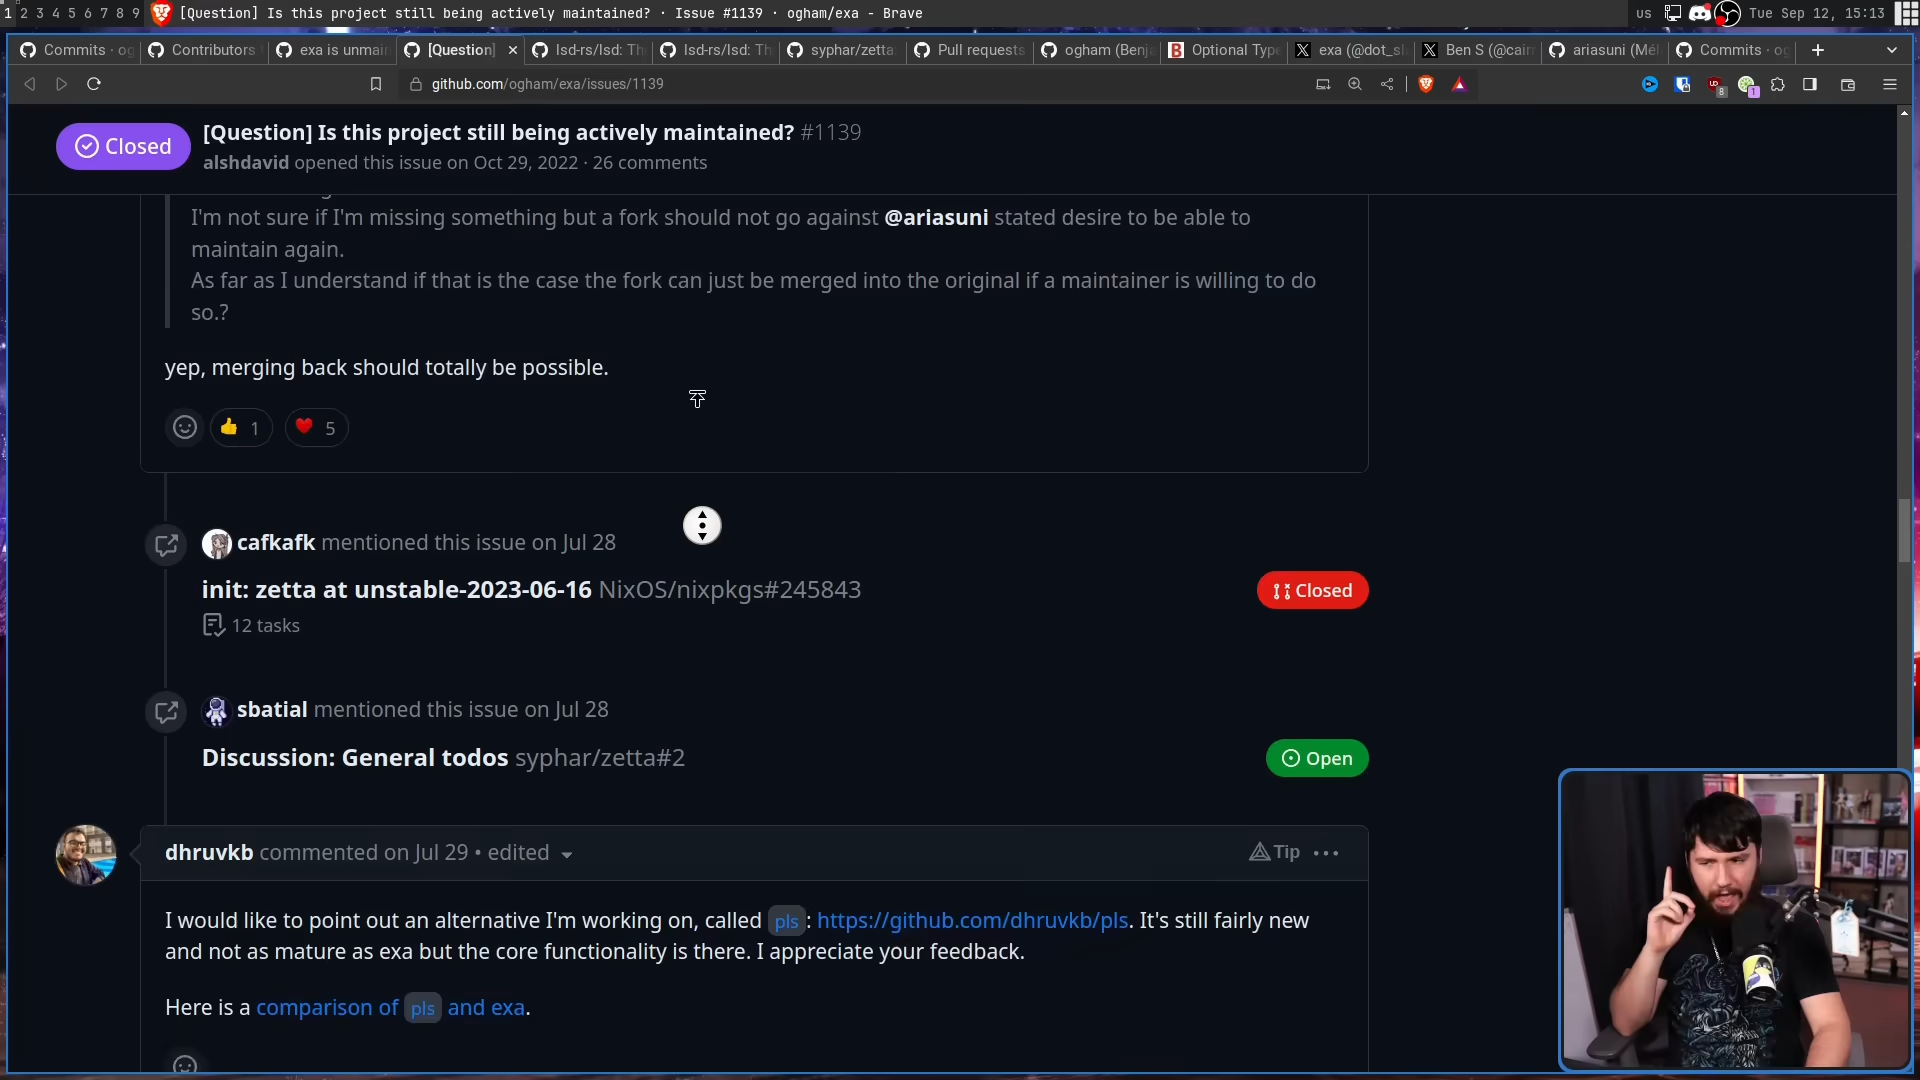 1 2 3 4 5 6 7 8 9 [Question] Is this project still being actively maintained? · Issue #1139 · ogham/exa - Brave us Tue Sep 12, 15:13
Commits · og Contributors exa is unmai [Question] lsd-rs/lsd: Th lsd-rs/lsd: Th syphar/zetta: Pull requests ogham (Benj Optional Type exa (@dot_sl Ben S (@cair ariasuni (Mél Commits · og
github.com/ogham/exa/issues/1139 8 1
Closed
[Question] Is this project still being actively maintained? #1139
alshdavid opened this issue on Oct 29, 2022 · 26 comments
I'm not sure if I'm missing something but a fork should not go against @ariasuni stated desire to be able to
maintain again.
As far as I understand if that is the case the fork can just be merged into the original if a maintainer is willing to do
so.?
yep, merging back should totally be possible.
👍 1 ❤️ 5
cafkafk mentioned this issue on Jul 28
init: zetta at unstable-2023-06-16 NixOS/nixpkgs#245843 Closed
12 tasks
sbatial mentioned this issue on Jul 28
Discussion: General todos syphar/zetta#2 Open
dhruvkb commented on Jul 29 • edited Tip
I would like to point out an alternative I'm working on, called pls: https://github.com/dhruvkb/pls. It's still fairly new
and not as mature as exa but the core functionality is there. I appreciate your feedback.
Here is a comparison of pls and exa.